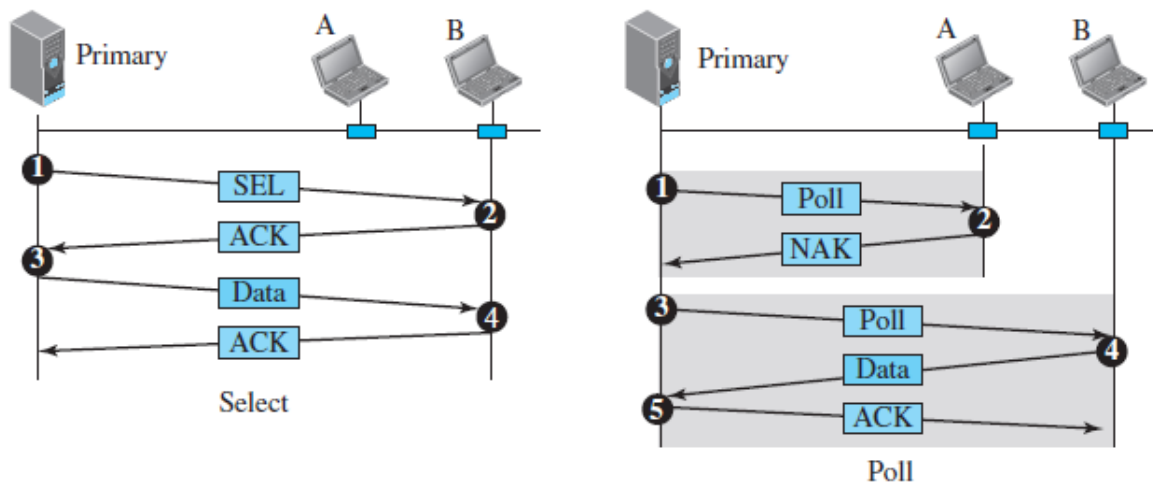 Primary
A
B
1
SEL
2
ACK
3
Data
4
ACK
Select
Primary
A
B
1
Poll
2
NAK
3
Poll
4
Data
5
ACK
Poll